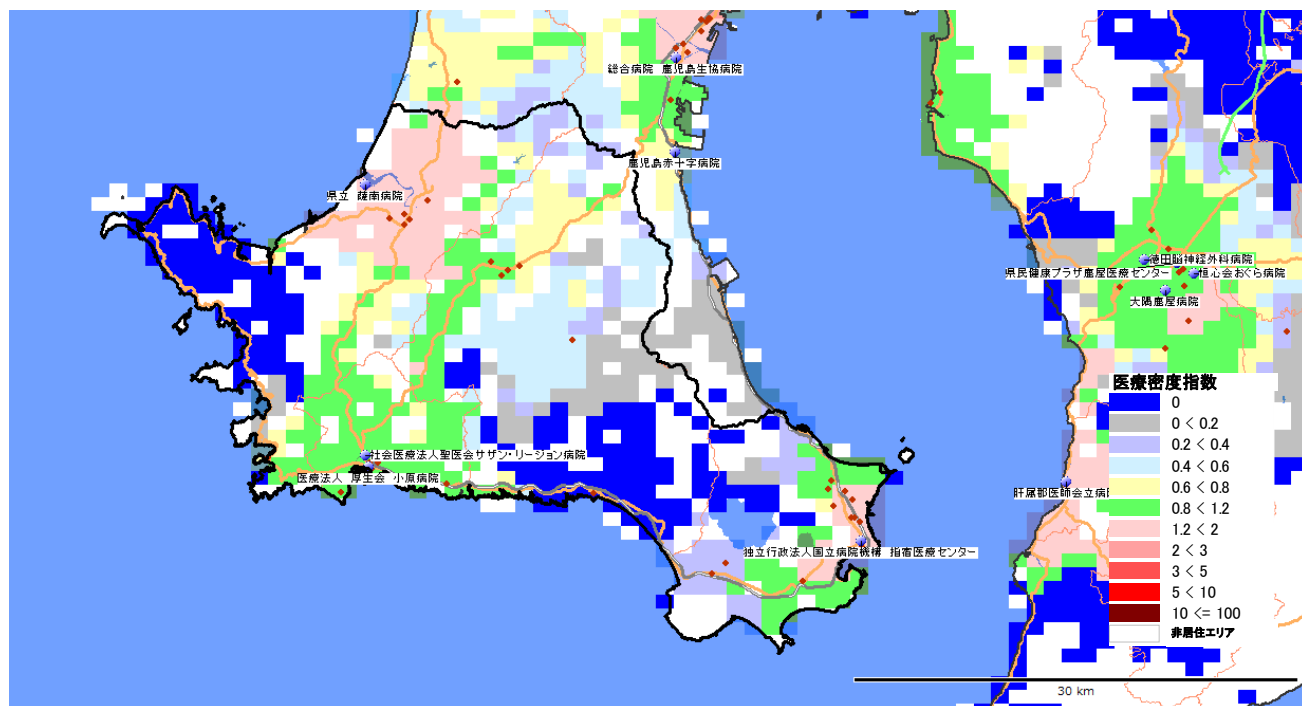 総合病院 鹿児島生協病院
鹿児島赤十字病院
県立 薩南病院
徳田脳神経外科病院
県民健康プラザ鹿屋医療センター
恒心会おぐら病院
大隅鹿屋病院
医療密度指数
0
0 < 0.2
0.2 < 0.4
0.4 < 0.6
0.6 < 0.8
0.8 < 1.2
1.2 < 2
2 < 3
3 < 5
5 < 10
10 <= 100
非居住エリア
社会医療法人聖医会サザン・リージョン病院
医療法人 厚生会 小原病院
肝属郡医師会立病
独立行政法人国立病院機構 指宿医療センター
30 km